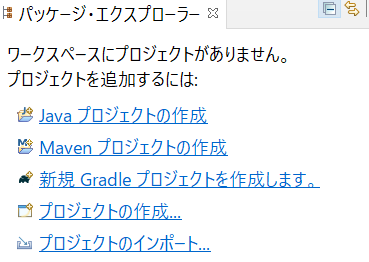 パッケージ・エクスプローラー
ワークスペースにプロジェクトがありません。
プロジェクトを追加するには:
Java プロジェクトの作成
Maven プロジェクトの作成
新規 Gradle プロジェクトを作成します。
プロジェクトの作成...
プロジェクトのインポート...